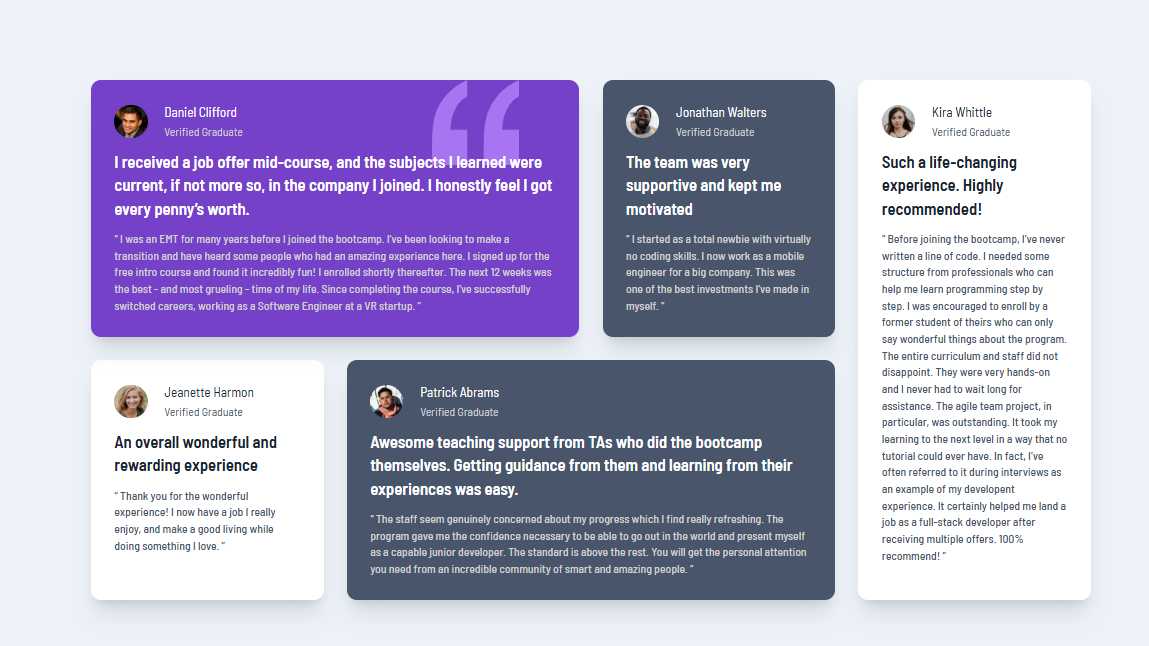 Daniel Clifford
Verified Graduate
I received a job offer mid-course, and the subjects I learned were
current, if not more so, in the company I joined. I honestly feel I got
every penny’s worth.
“ I was an EMT for many years before I joined the bootcamp. I’ve been looking to make a
transition and have heard some people who had an amazing experience here. I signed up for the
free intro course and found it incredibly fun! I enrolled shortly thereafter. The next 12 weeks was
the best - and most grueling - time of my life. Since completing the course, I’ve successfully
switched careers, working as a Software Engineer at a VR startup. ”
Jonathan Walters
Verified Graduate
The team was very
supportive and kept me
motivated
“ I started as a total newbie with virtually
no coding skills. I now work as a mobile
engineer for a big company. This was
one of the best investments I’ve made in
myself. ”
Kira Whittle
Verified Graduate
Such a life-changing
experience. Highly
recommended!
“ Before joining the bootcamp, I’ve never
written a line of code. I needed some
structure from professionals who can
help me learn programming step by
step. I was encouraged to enroll by a
former student of theirs who can only
say wonderful things about the program.
The entire curriculum and staff did not
disappoint. They were very hands-on
and I never had to wait long for
assistance. The agile team project, in
particular, was outstanding. It took my
learning to the next level in a way that no
tutorial could ever have. In fact, I’ve
often referred to it during interviews as
an example of my developent
experience. It certainly helped me land a
job as a full-stack developer after
receiving multiple offers. 100%
recommend! ”
Jeanette Harmon
Verified Graduate
An overall wonderful and
rewarding experience
“ Thank you for the wonderful
experience! I now have a job I really
enjoy, and make a good living while
doing something I love. ”
Patrick Abrams
Verified Graduate
Awesome teaching support from TAs who did the bootcamp
themselves. Getting guidance from them and learning from their
experiences was easy.
“ The staff seem genuinely concerned about my progress which I find really refreshing. The
program gave me the confidence necessary to be able to go out in the world and present myself
as a capable junior developer. The standard is above the rest. You will get the personal attention
you need from an incredible community of smart and amazing people. ”